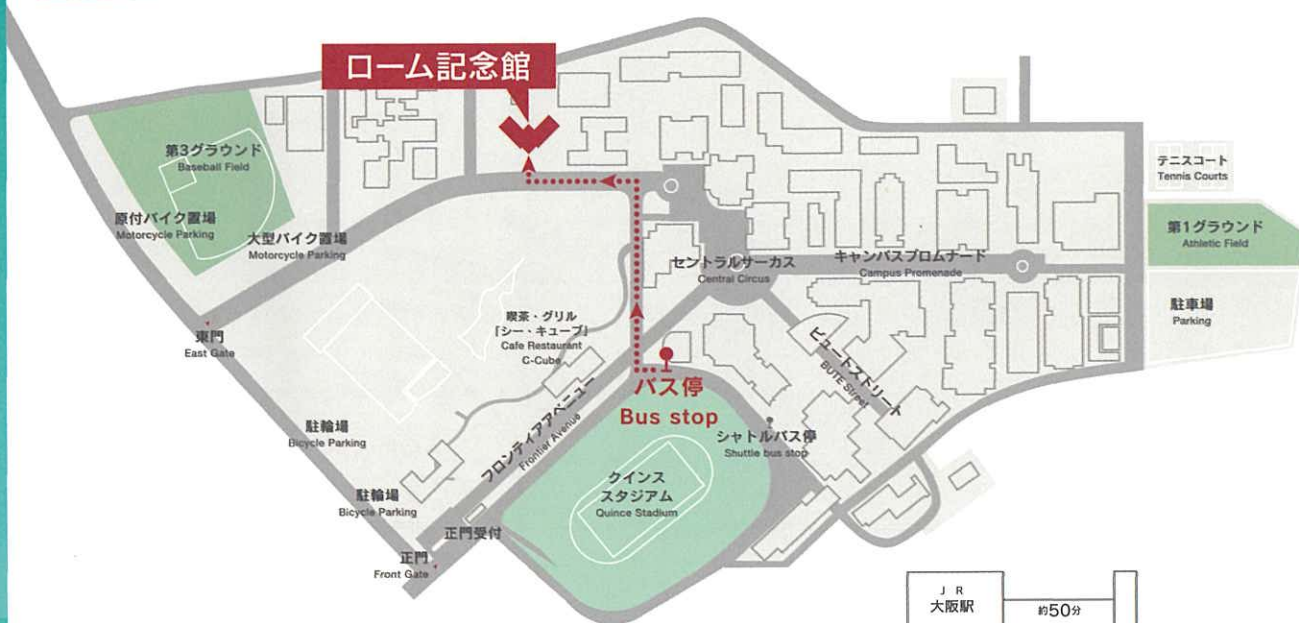 ローム記念館
第3グラウンド
Baseball Field
原付バイク置場
Motorcycle Parking
大型バイク置場
Motorcycle Parking
東門
East Gate
喫茶・グリル
「シー・キューブ」
Cafe Restaurant
C-Cube
セントラルサーカス
Central Circus
キャンパスプロムナード
Campus Promenade
テニスコート
Tennis Courts
第1グラウンド
Athletic Field
駐車場
Parking
ビュートストリート
BUTE Street
バス停
Bus stop
シャトルバス停
Shuttle bus stop
フロンティアアベニュー
Frontier Avenue
クインス
スタジアム
Quince Stadium
駐輪場
Bicycle Parking
駐輪場
Bicycle Parking
正門受付
正門
Front Gate
JR
大阪駅
約50分